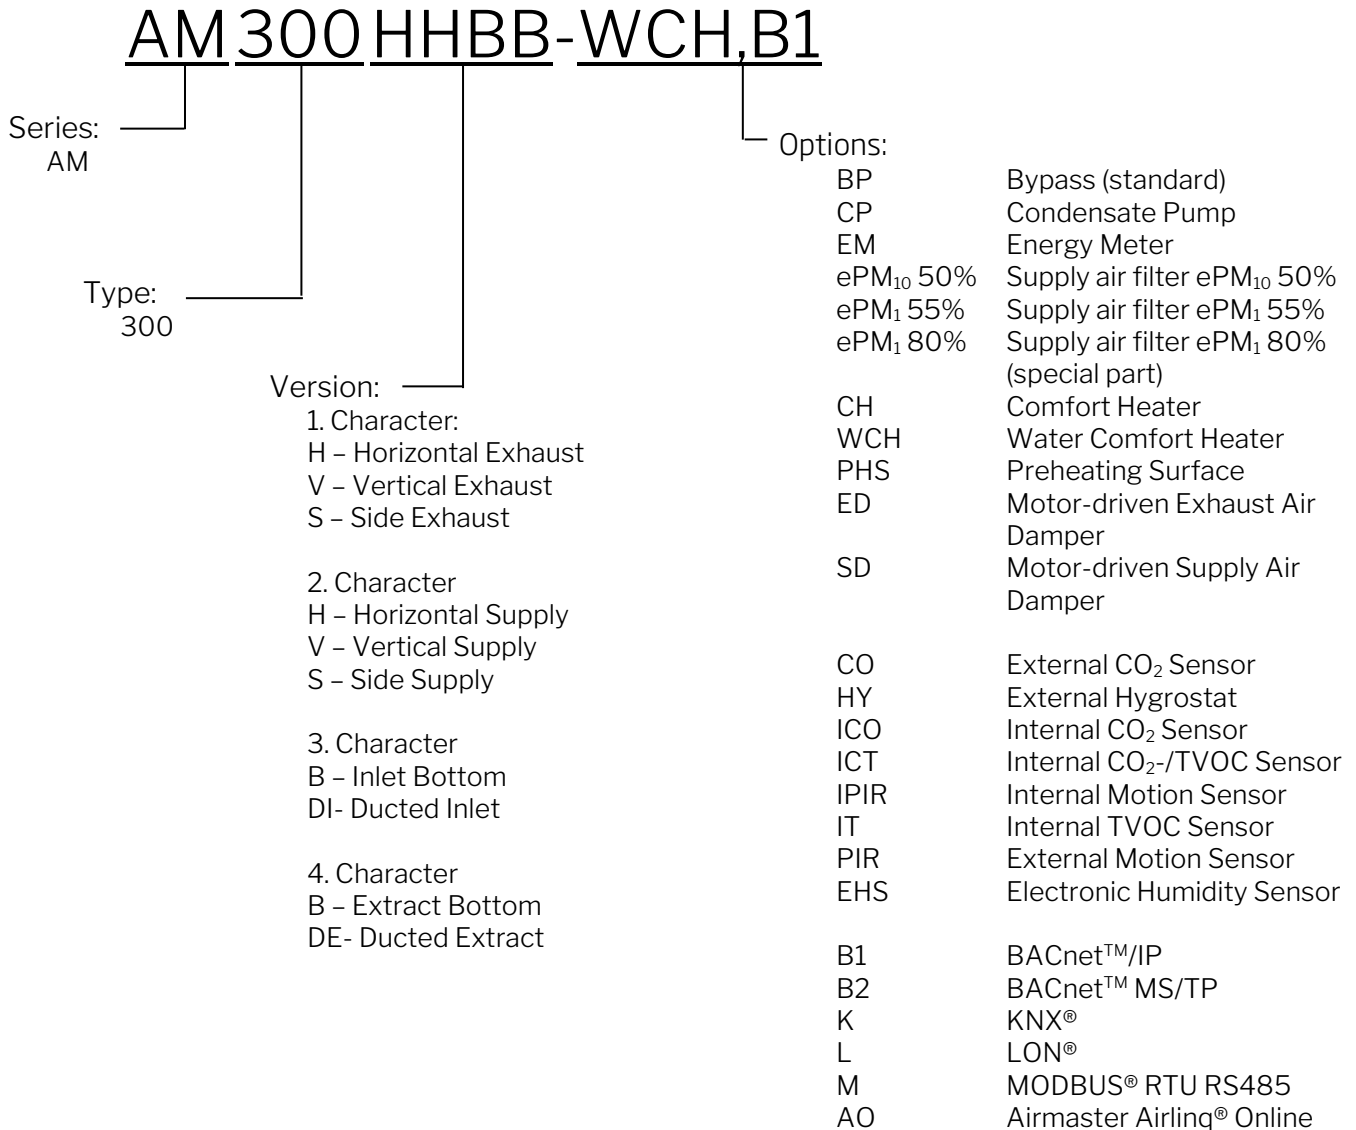 AM300HHBB-WCH,B1
Series:
AM
Type:
300
Version:
1. Character:
H – Horizontal Exhaust
V – Vertical Exhaust
S – Side Exhaust
2. Character
H – Horizontal Supply
V – Vertical Supply
S – Side Supply
3. Character
B – Inlet Bottom
DI- Ducted Inlet
4. Character
B – Extract Bottom
DE- Ducted Extract
Options:
BP Bypass (standard)
CP Condensate Pump
EM Energy Meter
ePM₁₀ 50% Supply air filter ePM₁₀ 50%
ePM₁ 55% Supply air filter ePM₁ 55%
ePM₁ 80% Supply air filter ePM₁ 80%
(special part)
CH Comfort Heater
WCH Water Comfort Heater
PHS Preheating Surface
ED Motor-driven Exhaust Air
Damper
SD Motor-driven Supply Air
Damper
CO External CO₂ Sensor
HY External Hygrostat
ICO Internal CO₂ Sensor
ICT Internal CO₂-/TVOC Sensor
IPIR Internal Motion Sensor
IT Internal TVOC Sensor
PIR External Motion Sensor
EHS Electronic Humidity Sensor
B1 BACnet™/IP
B2 BACnet™ MS/TP
K KNX®
L LON®
M MODBUS® RTU RS485
AO Airmaster Airlinq® Online